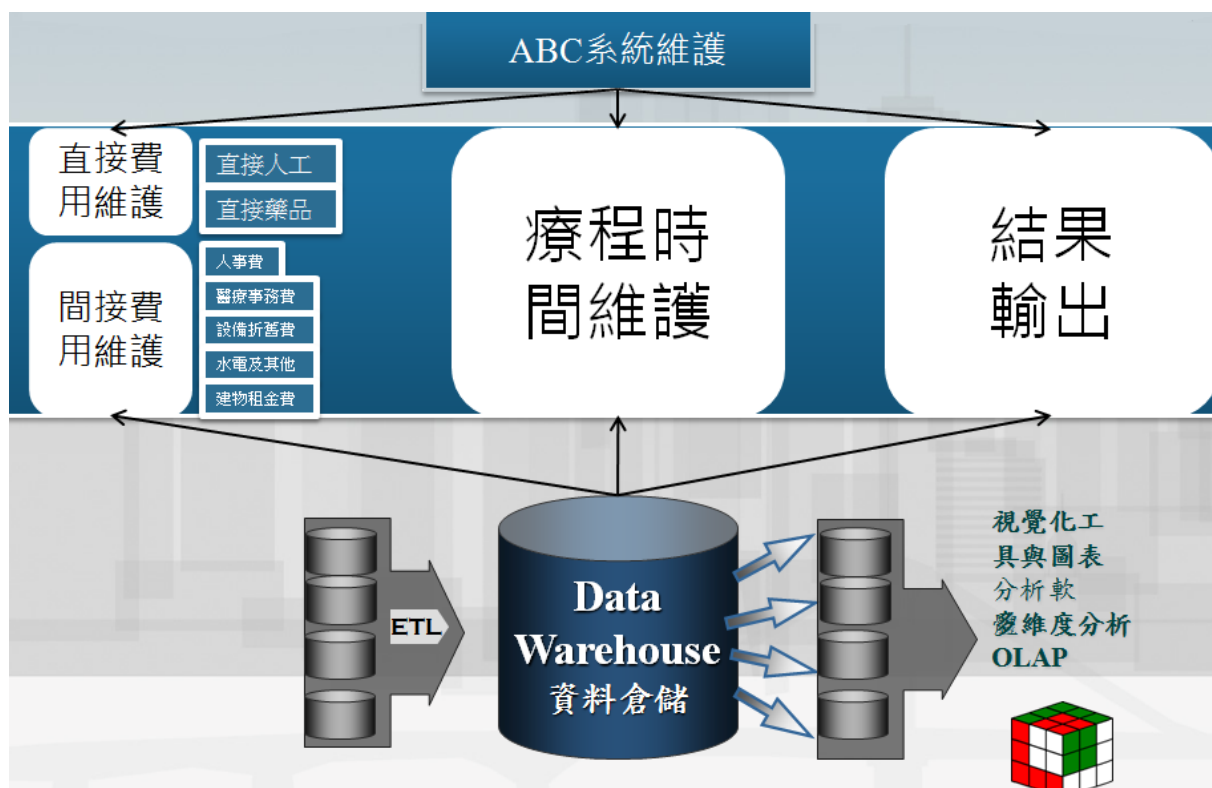 ABC系統維護
直接費
用維護
直接人工
直接藥品
間接費
用維護
人事費
醫療事務費
設備折舊費
水電及其他
建物租金費
療程時
間維護
結果
輸出
ETL
Data
Warehouse
資料倉儲
視覺化工
具與圖表
分析軟
維度分析
OLAP